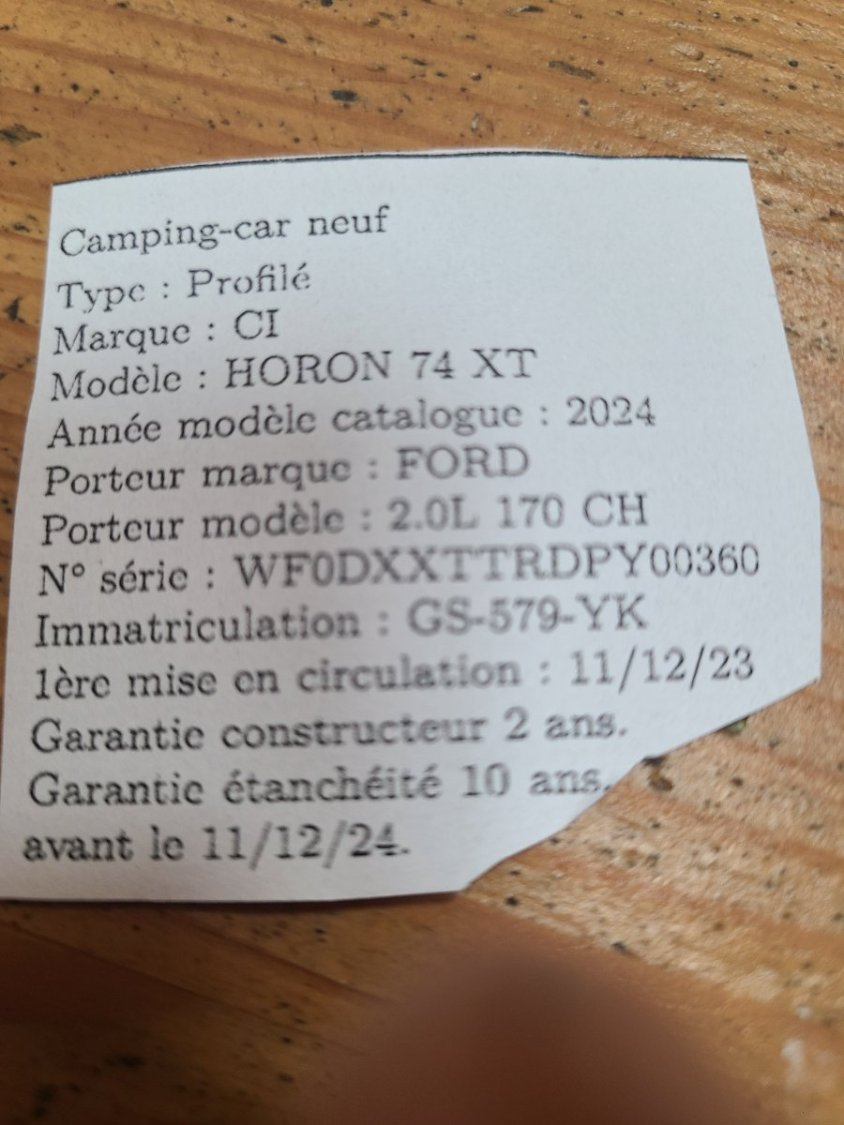 Camping-car neuf
Type : Profilé
Marque : CI
Modèle : HORON 74 XT
Année modèle catalogue : 2024
Porteur marque : FORD
Porteur modèle : 2.0L 170 CH
N° série : WF0DXXTTRDPY00360
Immatriculation : GS-579-YK
1ère mise en circulation : 11/12/23
Garantie constructeur 2 ans.
Garantie étanchéité 10 ans.
avant le 11/12/24.